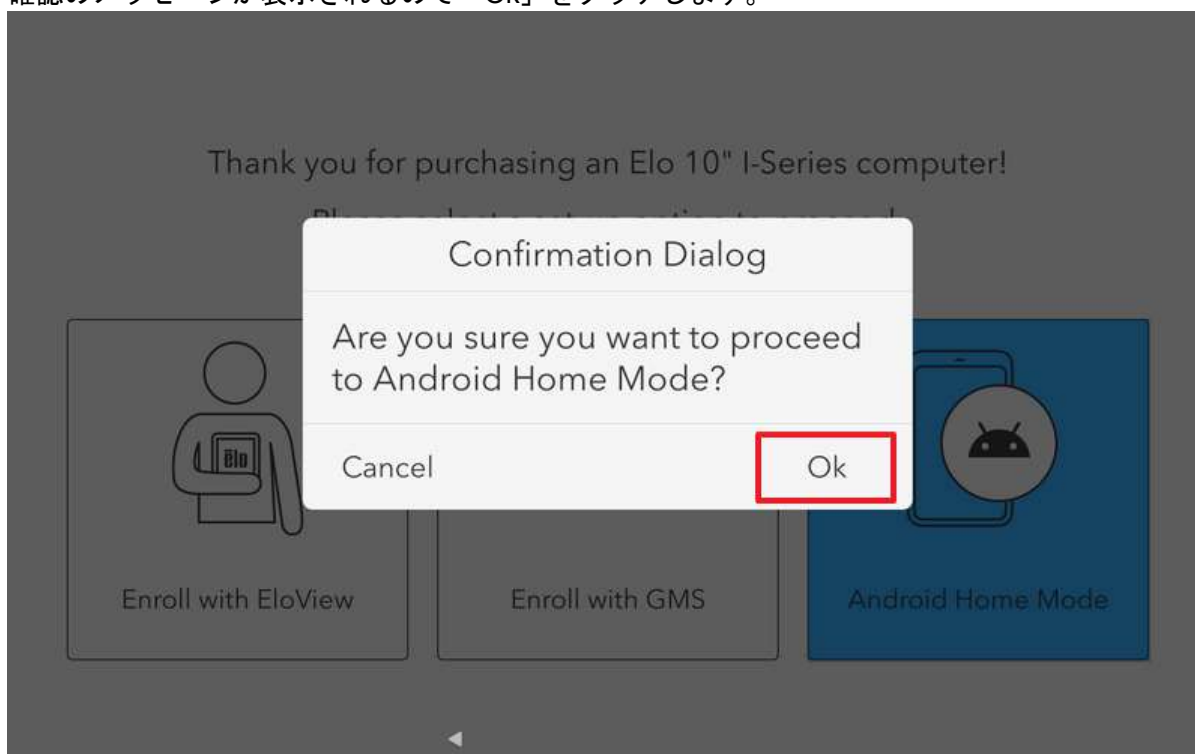 確認のメッセージが表示されるので「Ok」をタップします。
Thank you for purchasing an Elo 10" I-Series computer!
Confirmation Dialog
Are you sure you want to proceed
to Android Home Mode?
Cancel
Ok
ēlo
Enroll with EloView
Enroll with GMS
Android Home Mode